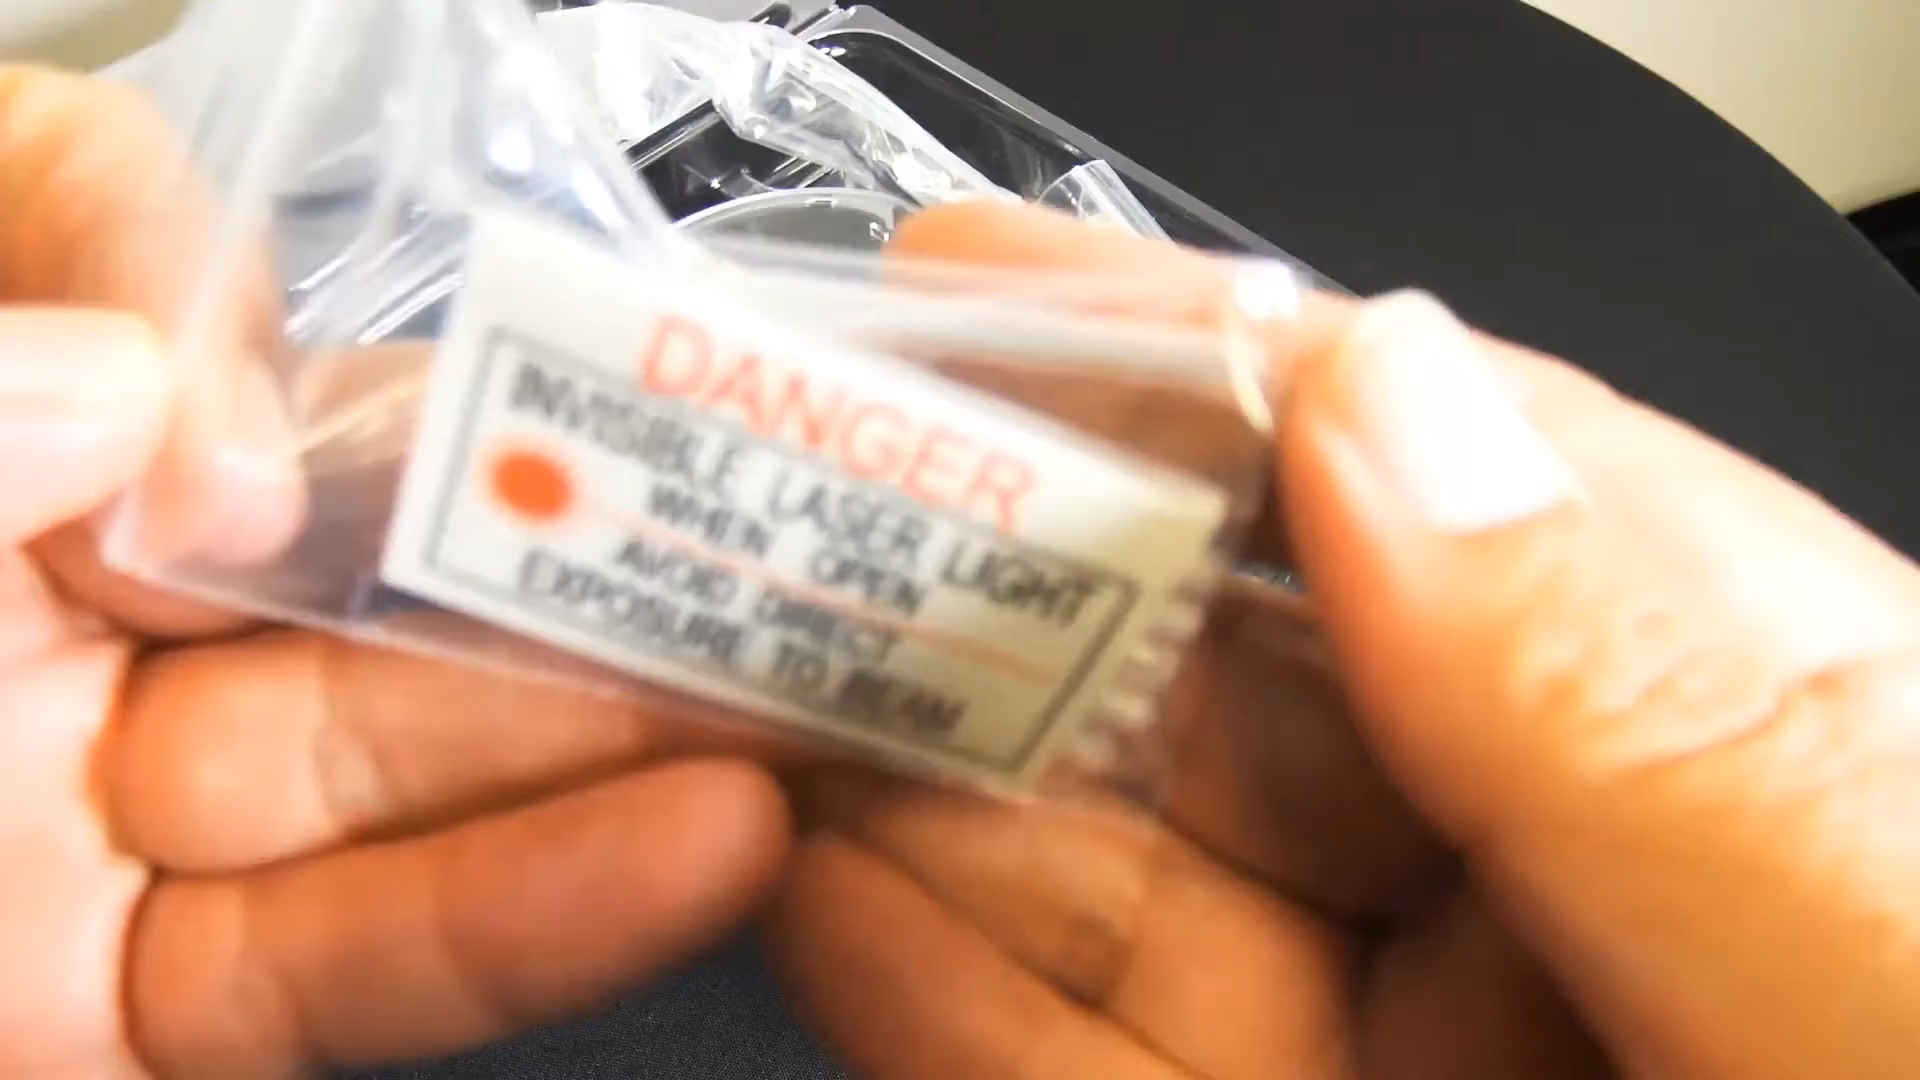 DANGER
INVISIBLE LASER LIGHT
WHEN OPEN
AVOID DIRECT
EXPOSURE TO BEAM